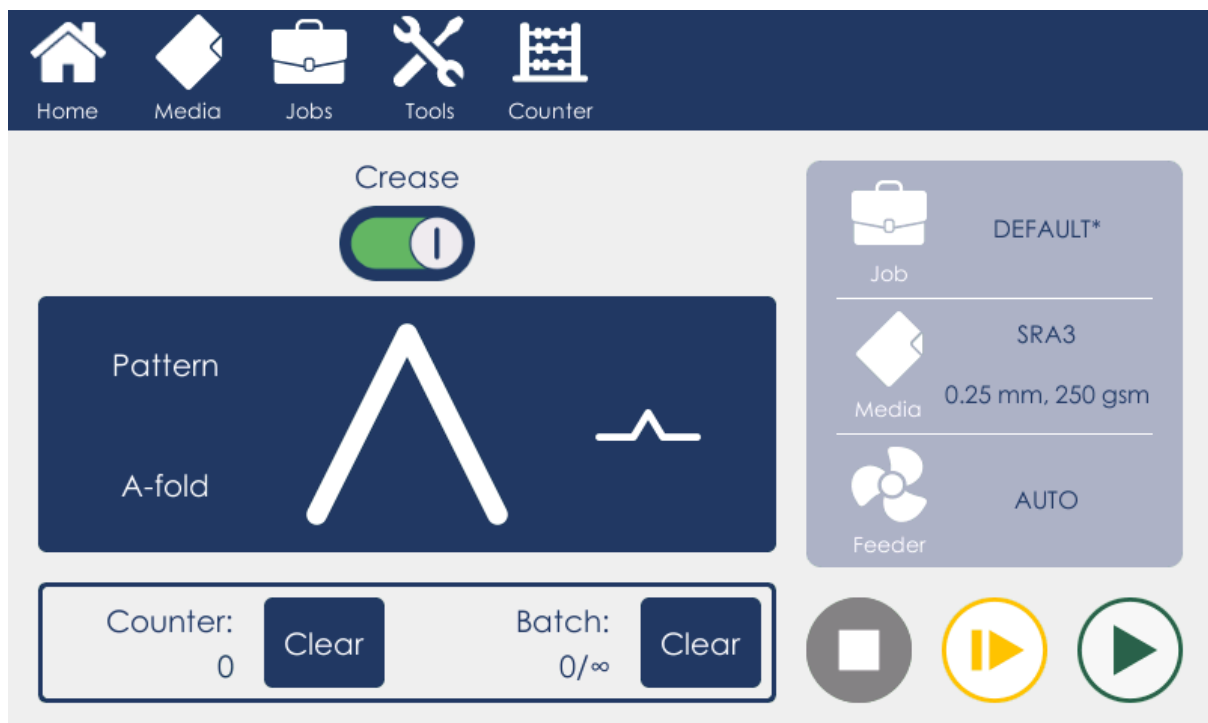 Home Media Jobs Tools Counter
Crease
Pattern
A-fold
Counter:
0
Clear
Batch:
0/∞
Clear
DEFAULT*
Job
SRA3
0.25 mm, 250 gsm
Media
AUTO
Feeder